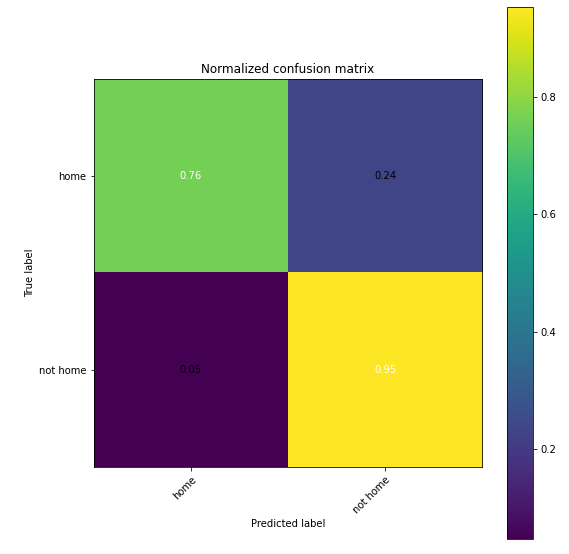 Normalized confusion matrix
0.8
home
0.76
0.24
0.6
True label
0.4
not home
0.05
0.95
0.2
home
not home
Predicted label